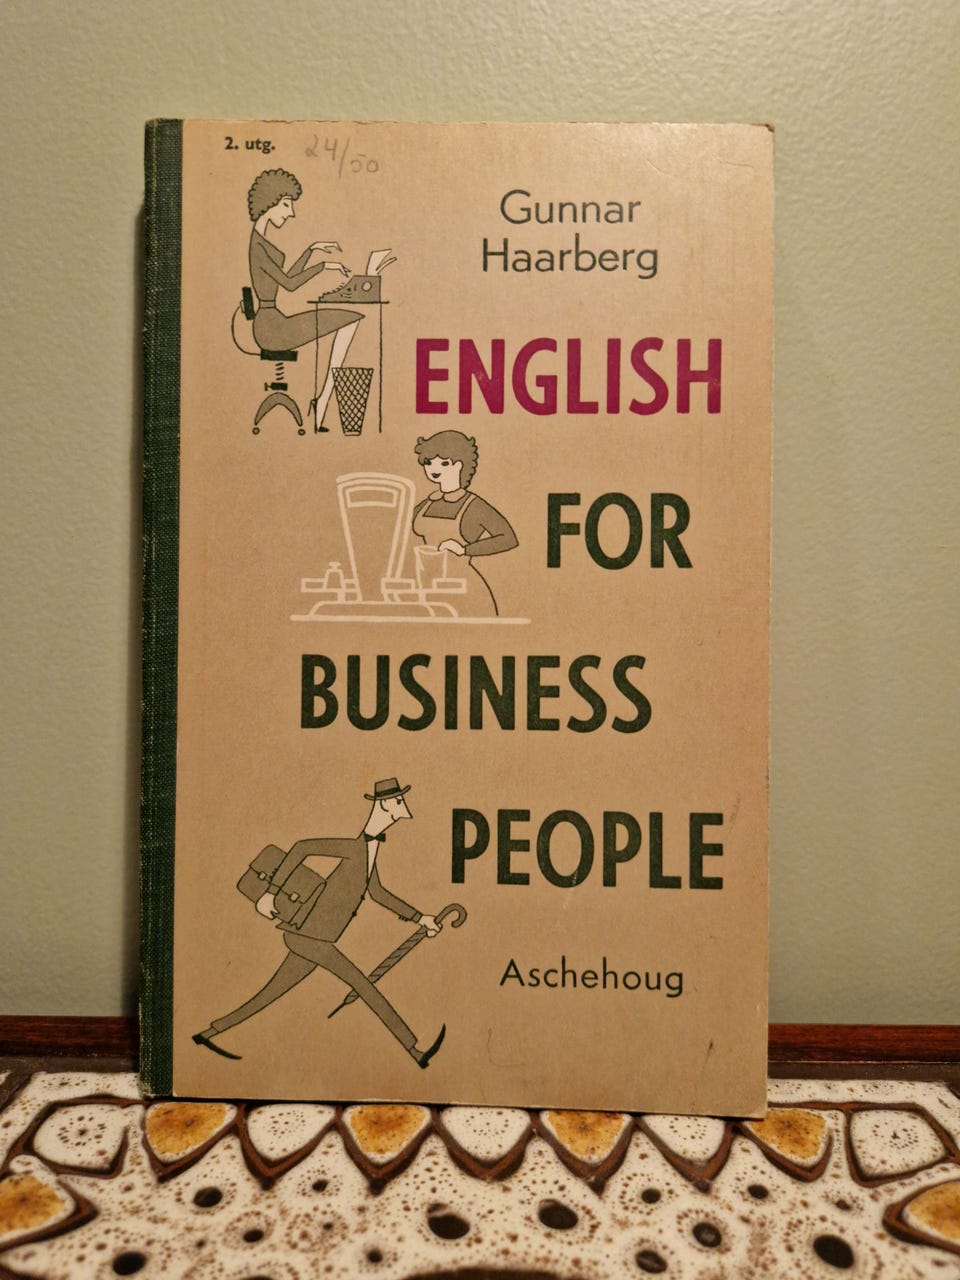 2. utg. 24/50
Gunnar
Haarberg
ENGLISH
FOR
BUSINESS
PEOPLE
Aschehoug